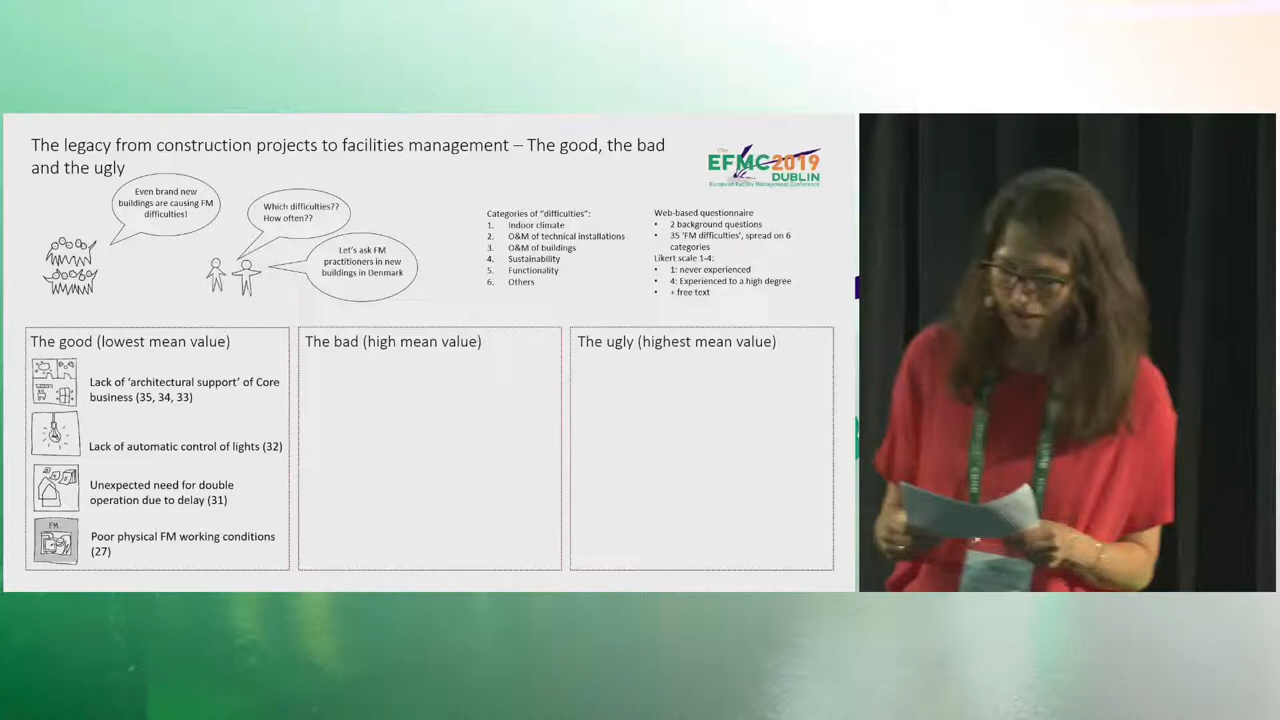 The legacy from construction projects to facilities management – The good, the bad
and the ugly
EFMC2019
DUBLIN
European Facility Management Conference
Even brand new
buildings are causing FM
difficulties!
Which difficulties??
How often??
Let's ask FM
practitioners in new
buildings in Denmark
Categories of "difficulties":
1. Indoor climate
2. O&M of technical installations
3. O&M of buildings
4. Sustainability
5. Functionality
6. Others
Web-based questionnaire
• 2 background questions
• 35 'FM difficulties', spread on 6
categories
Likert scale 1-4:
• 1: never experienced
• 4: Experienced to a high degree
• + free text
The good (lowest mean value)
Lack of 'architectural support' of Core
business (35, 34, 33)
Lack of automatic control of lights (32)
Unexpected need for double
operation due to delay (31)
FM
Poor physical FM working conditions
(27)
The bad (high mean value)
The ugly (highest mean value)
CBRE